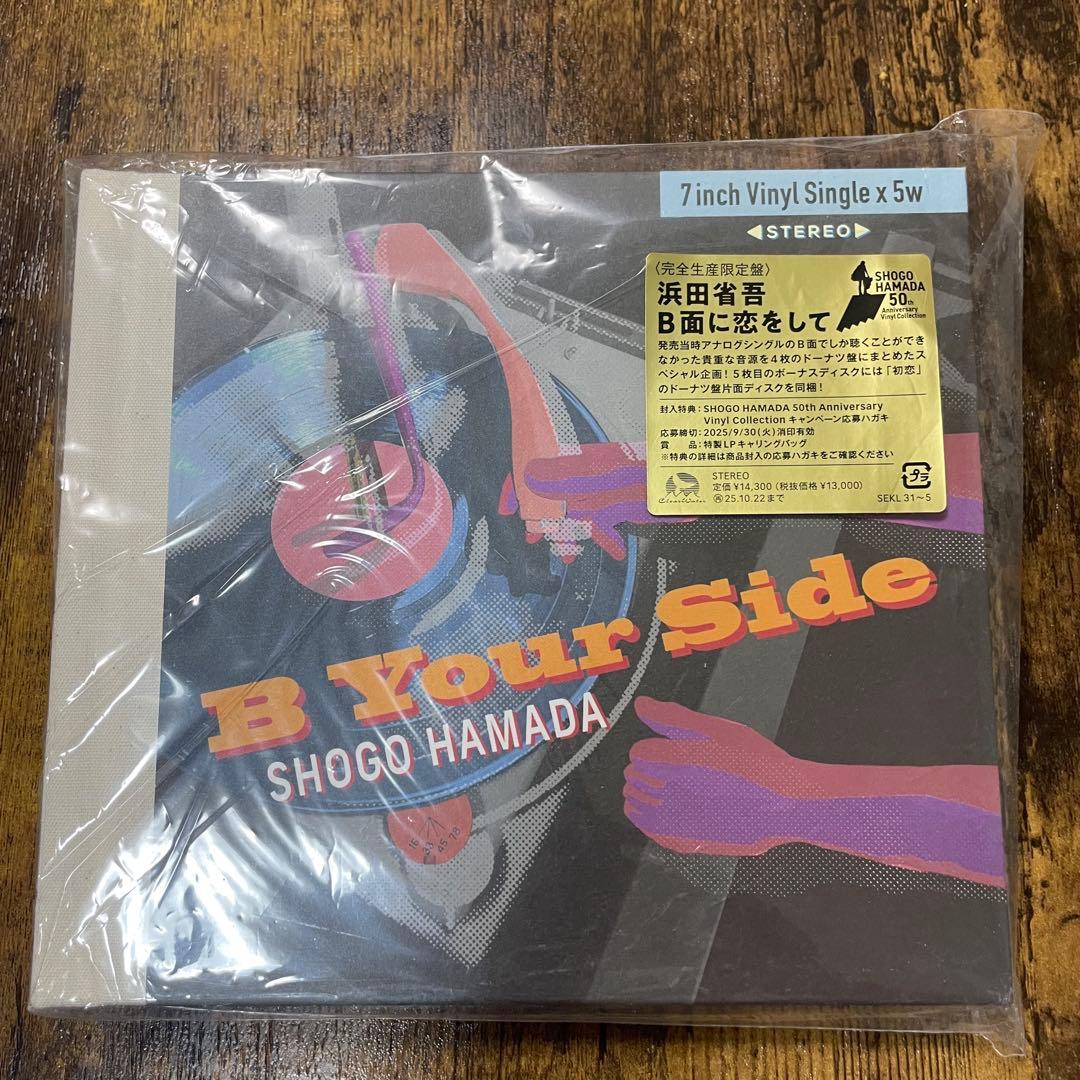 7 inch Vinyl Single x 5w
◀STEREO▶
〈完全生産限定盤〉
浜田省吾
B面に恋をして
SHOGO
HAMADA
50th
Anniversary
Vinyl Collection
発売当時アナログシングルのB面でしか聴くことができ
なかった貴重な音源を4枚のドーナツ盤にまとめたス
ペシャル企画！5枚目のボーナスディスクには「初恋」
のドーナツ盤片面ディスクを同梱！
封入特典：SHOGO HAMADA 50th Anniversary
Vinyl Collection キャンペーン応募ハガキ
応募締切：2025/9/30(火)消印有効
賞　品：特製LPキャリングバッグ
※特典の詳細は商品封入の応募ハガキをご確認ください
ClearWater
STEREO
定価 ¥14,300（税抜価格 ¥13,000）
㋐25.10.22まで
プラ
SEKL 31〜5
B Your Side
SHOGO HAMADA
16
33
45
78